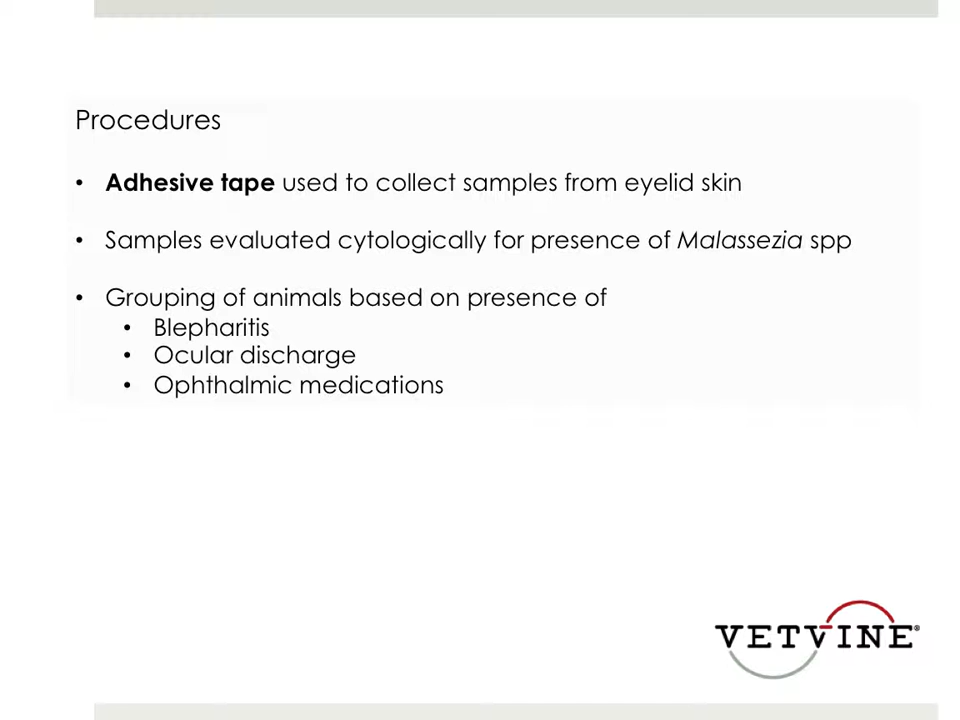 Procedures
• Adhesive tape used to collect samples from eyelid skin
• Samples evaluated cytologically for presence of Malassezia spp
• Grouping of animals based on presence of
• Blepharitis
• Ocular discharge
• Ophthalmic medications
VETVINE®